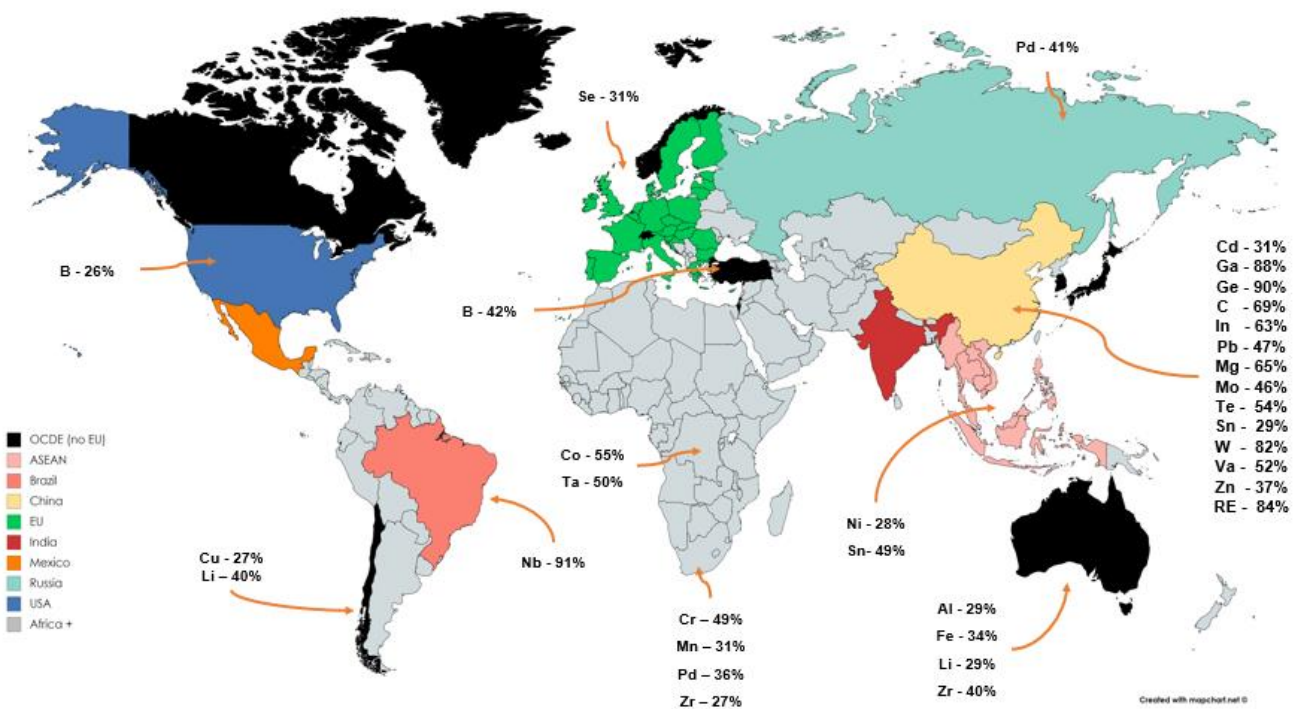 Pd - 41%
Se - 31%
B - 26%
B - 42%
Cd - 31%
Ga - 88%
Ge - 90%
C - 69%
In - 63%
Pb - 47%
Mg - 65%
Mo - 46%
Te - 54%
Sn - 29%
W - 82%
Va - 52%
Zn - 37%
RE - 84%
OCDE (no EU)
ASEAN
Brazil
China
EU
India
Mexico
Russia
USA
Africa +
Co - 55%
Ta - 50%
Ni - 28%
Sn- 49%
Cu - 27%
Li – 40%
Nb - 91%
Cr – 49%
Mn – 31%
Pd – 36%
Zr – 27%
Al - 29%
Fe - 34%
Li - 29%
Zr - 40%
Created with mapchart.net ©